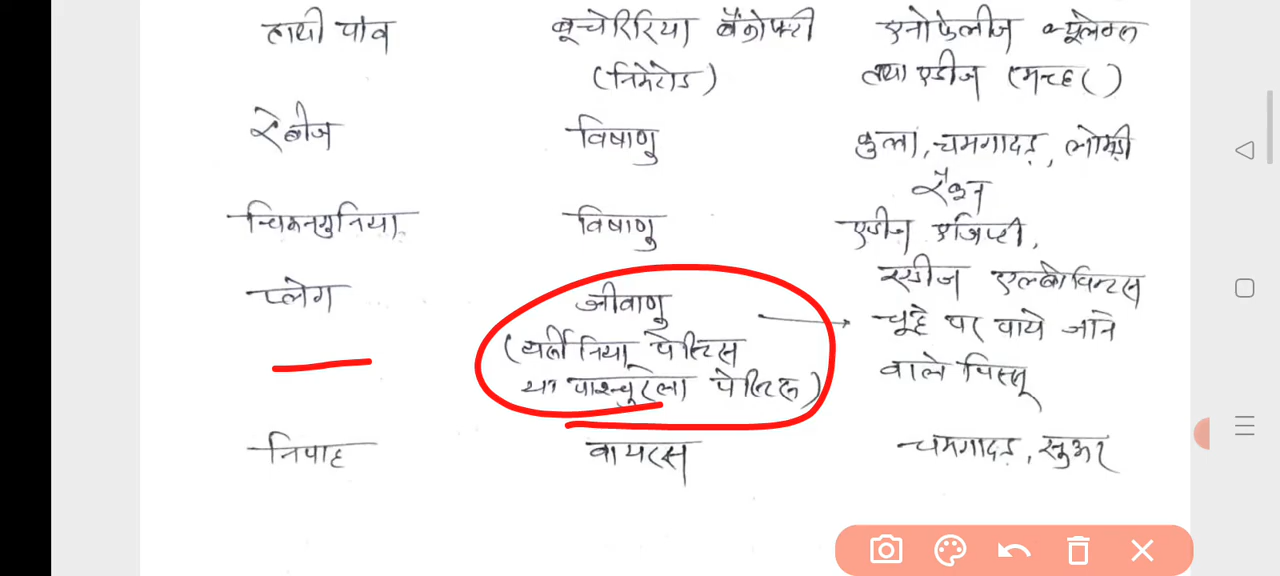 हाथी पांव बूचेरिरिया बैंक्रोफ्टी एनोफेलीज क्यूलेक्स
(निमेटोड) तथा एडीज (मच्छर)
रेबीज विषाणु कुत्ता, चमगादड़, लोमड़ी
रैकून
चिकनगुनिया विषाणु एडीज एजिप्टी,
एडीज एल्बोपिक्टस
प्लेग जीवाणु चूहे पर पाये जाने
(यर्सीनिया पेस्टिस वाले पिस्सू
या पाश्चुरेला पेस्टिस)
निपाह वायरस चमगादड़, सुअर